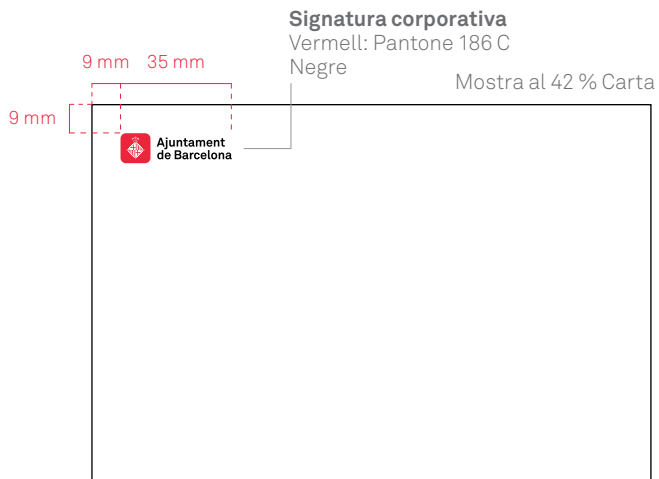 Signatura corporativa
Vermell: Pantone 186 C
Negre
9 mm 35 mm
Mostra al 42 % Carta
9 mm
Ajuntament
de Barcelona